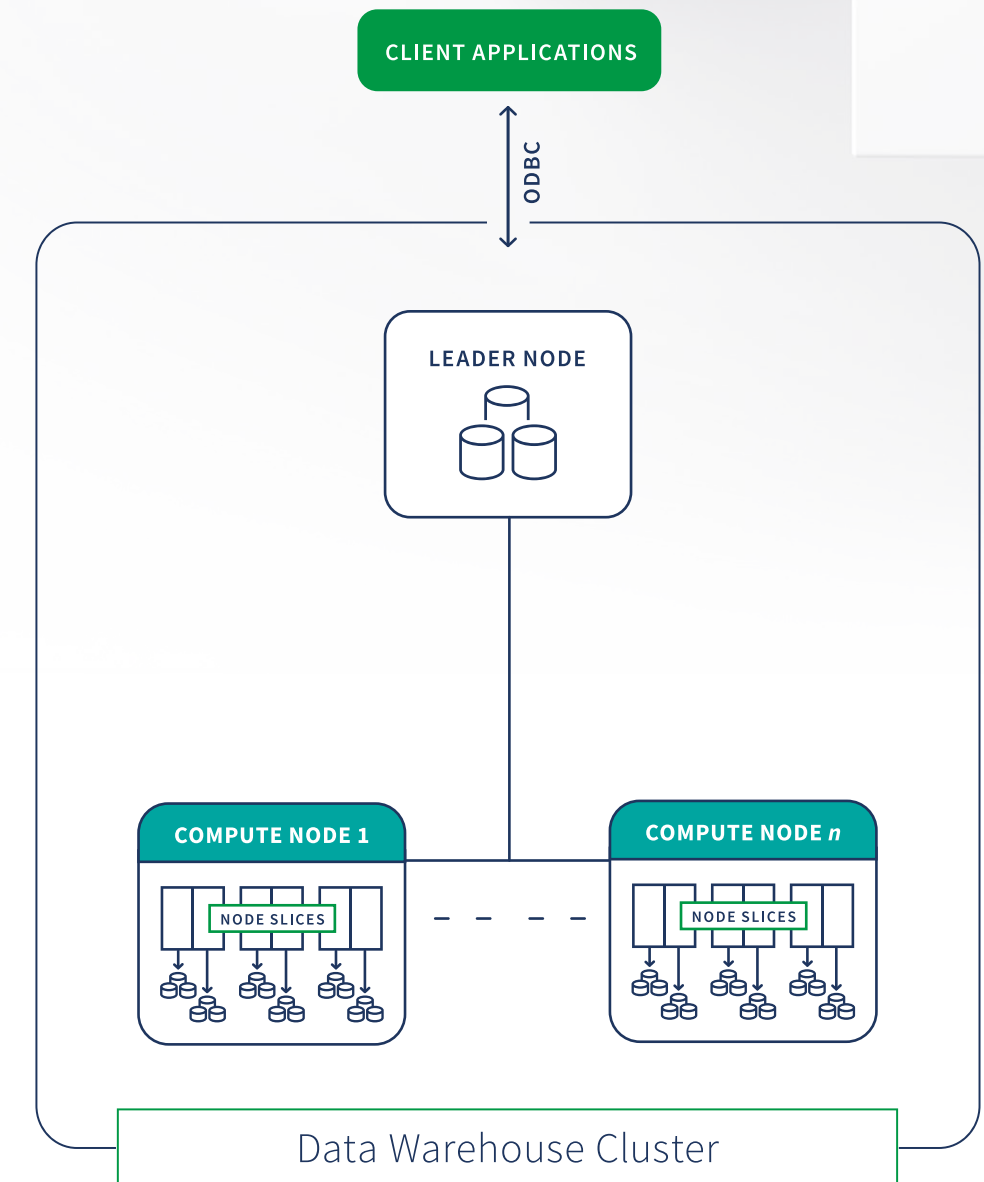 CLIENT APPLICATIONS
ODBC
LEADER NODE
COMPUTE NODE 1
COMPUTE NODE n
NODE SLICES
NODE SLICES
Data Warehouse Cluster